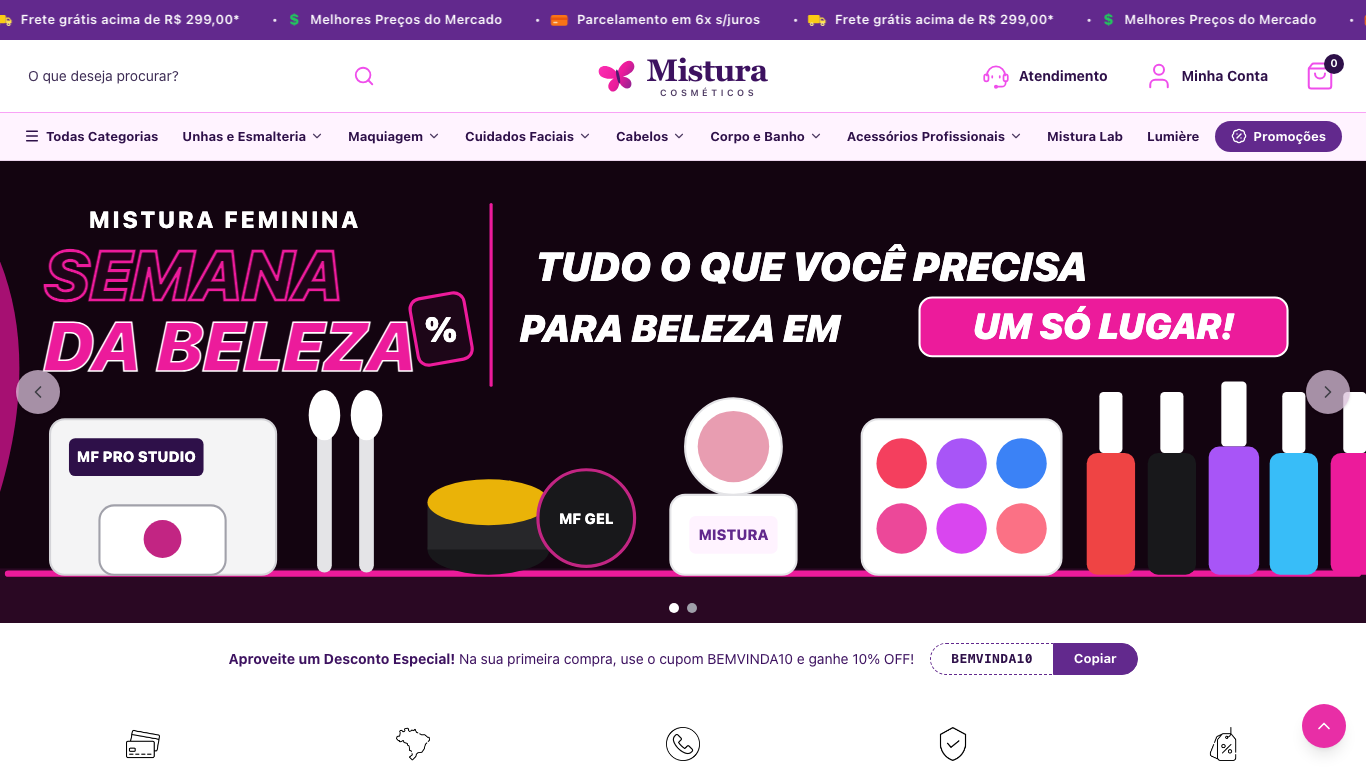 Frete grátis acima de R$ 299,00* • $ Melhores Preços do Mercado • Parcelamento em 6x s/juros • Frete grátis acima de R$ 299,00* • $ Melhores Preços do Mercado •
O que deseja procurar?
Mistura
COSMÉTICOS
Atendimento
Minha Conta
0
Todas Categorias
Unhas e Esmalteria
Maquiagem
Cuidados Faciais
Cabelos
Corpo e Banho
Acessórios Profissionais
Mistura Lab
Lumière
Promoções
MISTURA FEMININA
SEMANA
DA BELEZA
%
TUDO O QUE VOCÊ PRECISA
PARA BELEZA EM
UM SÓ LUGAR!
MF PRO STUDIO
MF GEL
MISTURA
Aproveite um Desconto Especial! Na sua primeira compra, use o cupom BEMVINDA10 e ganhe 10% OFF!
BEMVINDA10
Copiar
%